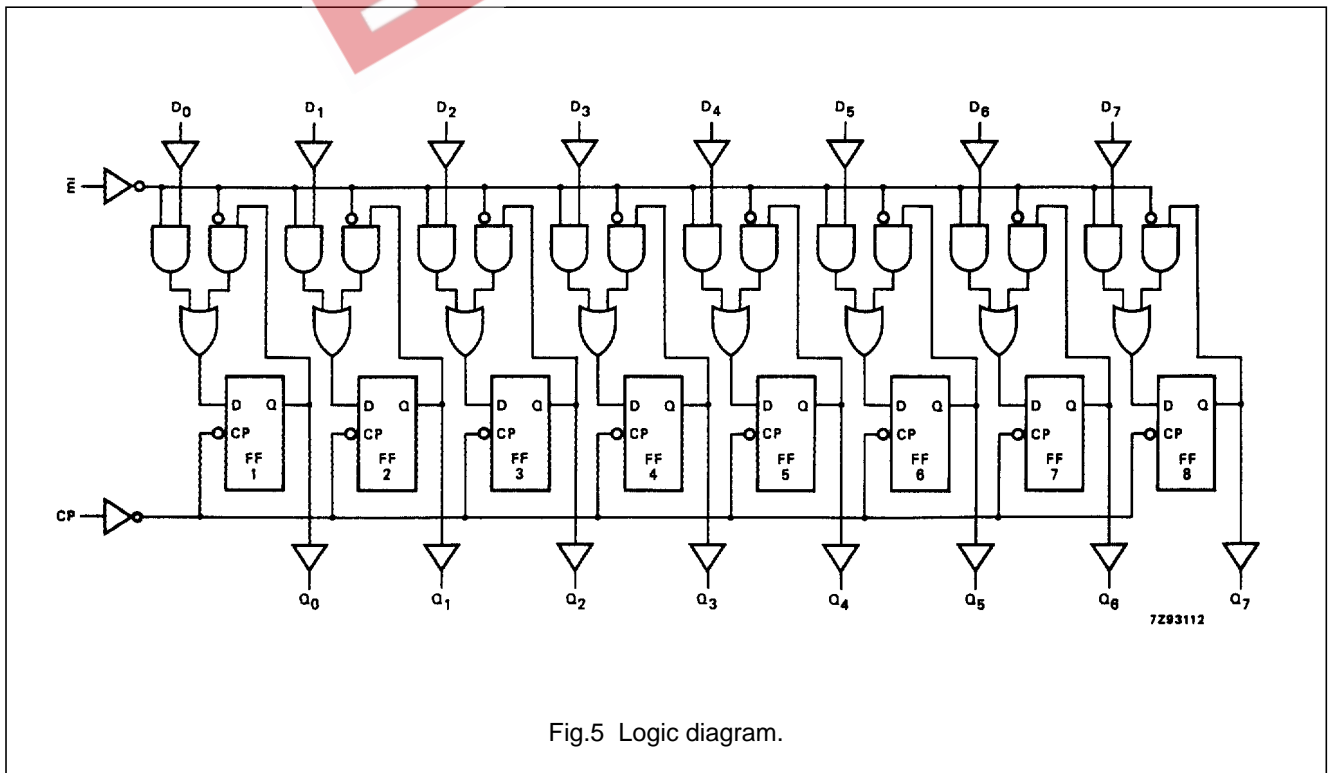 D0 D1 D2 D3 D4 D5 D6 D7
E̅
D Q D Q D Q D Q D Q D Q D Q D Q
CP CP CP CP CP CP CP CP
FF FF FF FF FF FF FF FF
1 2 3 4 5 6 7 8
CP
Q0 Q1 Q2 Q3 Q4 Q5 Q6 Q7
7Z93112
Fig.5 Logic diagram.